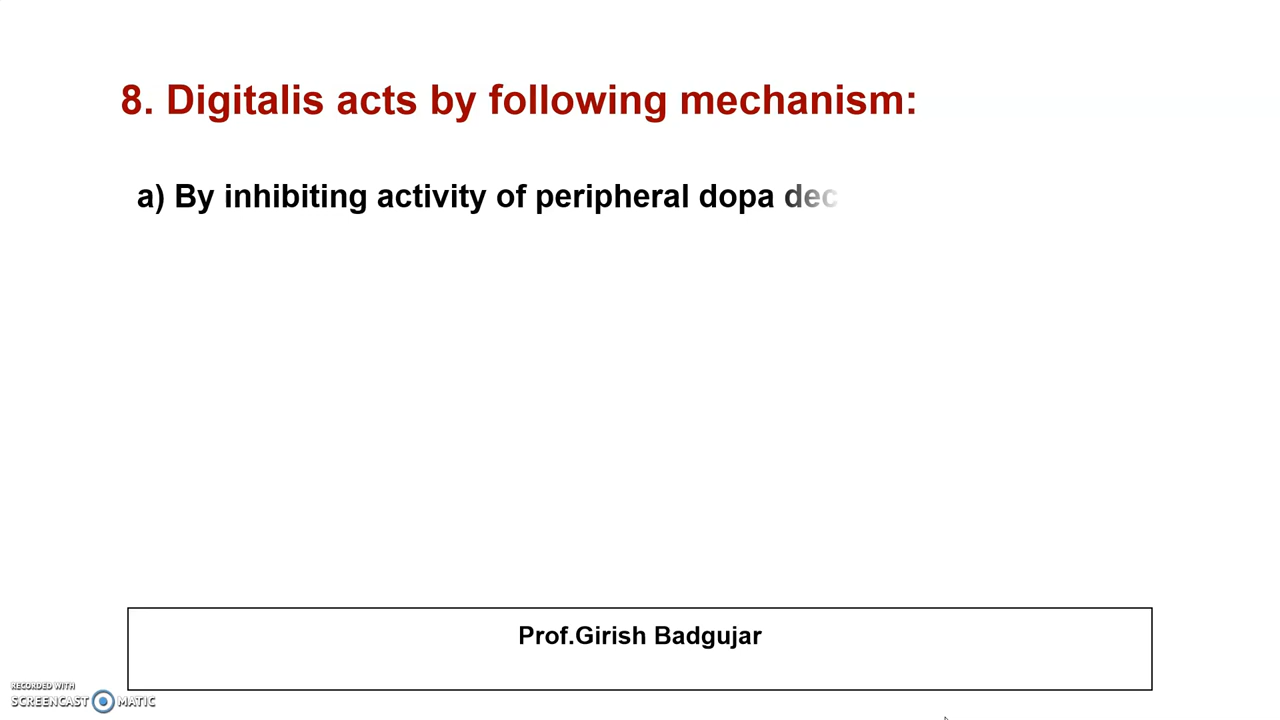 8. Digitalis acts by following mechanism:
a) By inhibiting activity of peripheral dopa dec
Prof.Girish Badgujar
RECORDED WITH
SCREENCAST MATIC